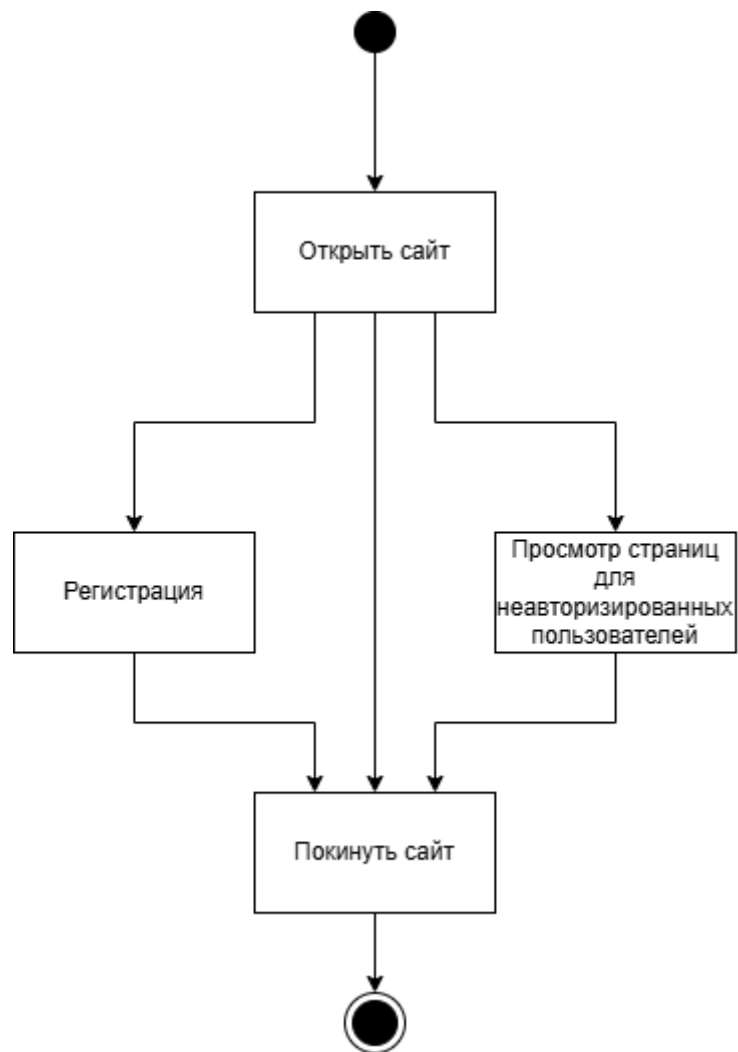 Открыть сайт
Регистрация
Просмотр страниц
для
неавторизированных
пользователей
Покинуть сайт